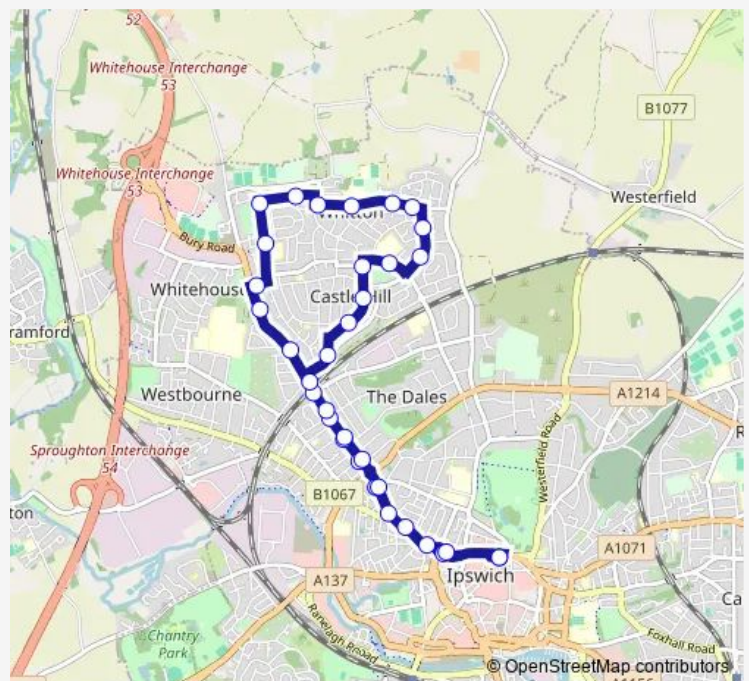 52
Whitehouse Interchange
53
B1077
Whitehouse Interchange
53
Westerfield
Whitton
Bury Road
Whitehouse
Castle Hill
ramford
Westbourne
The Dales
A1214
R
Sproughton Interchange
54
Westerfield Road
B1067
ton
A1071
A137
Ipswich
Ca
Ranelagh Road
Chantry
Park
Foxhall Road
© OpenStreetMap contributors
A1156